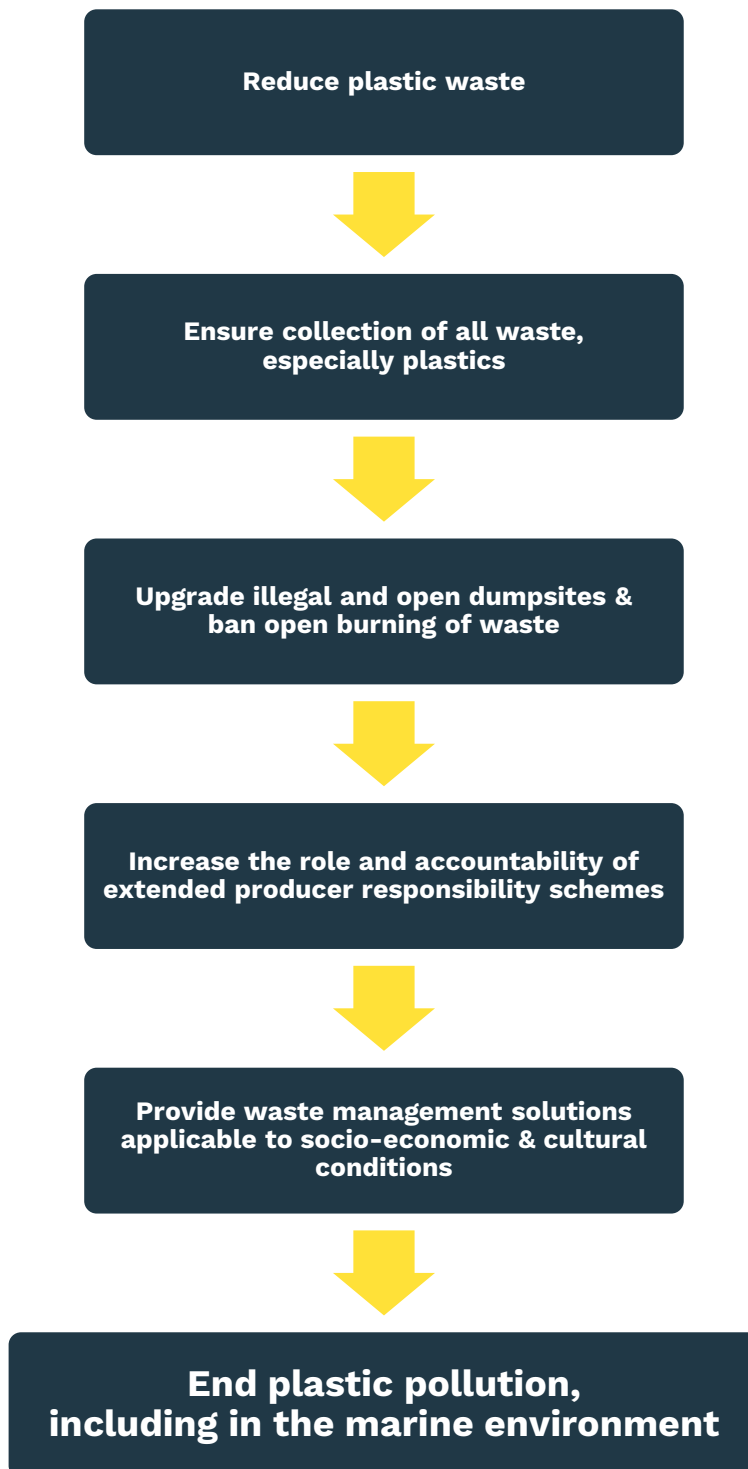 Reduce plastic waste
Ensure collection of all waste,
especially plastics
Upgrade illegal and open dumpsites &
ban open burning of waste
Increase the role and accountability of
extended producer responsibility schemes
Provide waste management solutions
applicable to socio-economic & cultural
conditions
End plastic pollution,
including in the marine environment